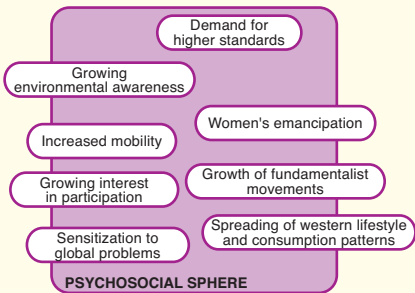 Demand for
higher standards
Growing
environmental awareness
Women's emancipation
Increased mobility
Growing interest
in participation
Growth of fundamentalist
movements
Sensitization to
global problems
Spreading of western lifestyle
and consumption patterns
PSYCHOSOCIAL SPHERE